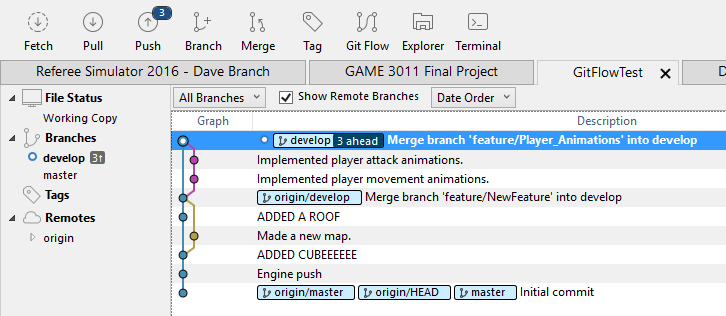 3
Fetch Pull Push Branch Merge Tag Git Flow Explorer Terminal
Referee Simulator 2016 - Dave Branch GAME 3011 Final Project GitFlowTest × D
File Status
Working Copy
Branches
develop 3↑
master
Tags
Remotes
origin
All Branches Show Remote Branches Date Order
Graph Description
develop 3 ahead Merge branch 'feature/Player_Animations' into develop
Implemented player attack animations.
Implemented player movement animations.
origin/develop Merge branch 'feature/NewFeature' into develop
ADDED A ROOF
Made a new map.
ADDED CUBEEEEEE
Engine push
origin/master origin/HEAD master Initial commit